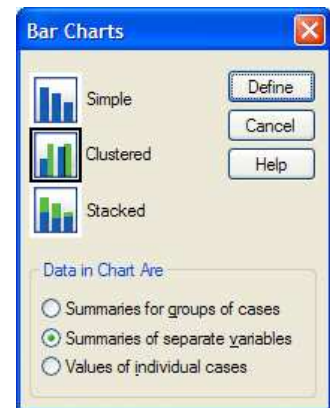 Bar Charts
Simple
Define
Cancel
Clustered
Help
Stacked
Data in Chart Are
Summaries for groups of cases
Summaries of separate variables
Values of individual cases